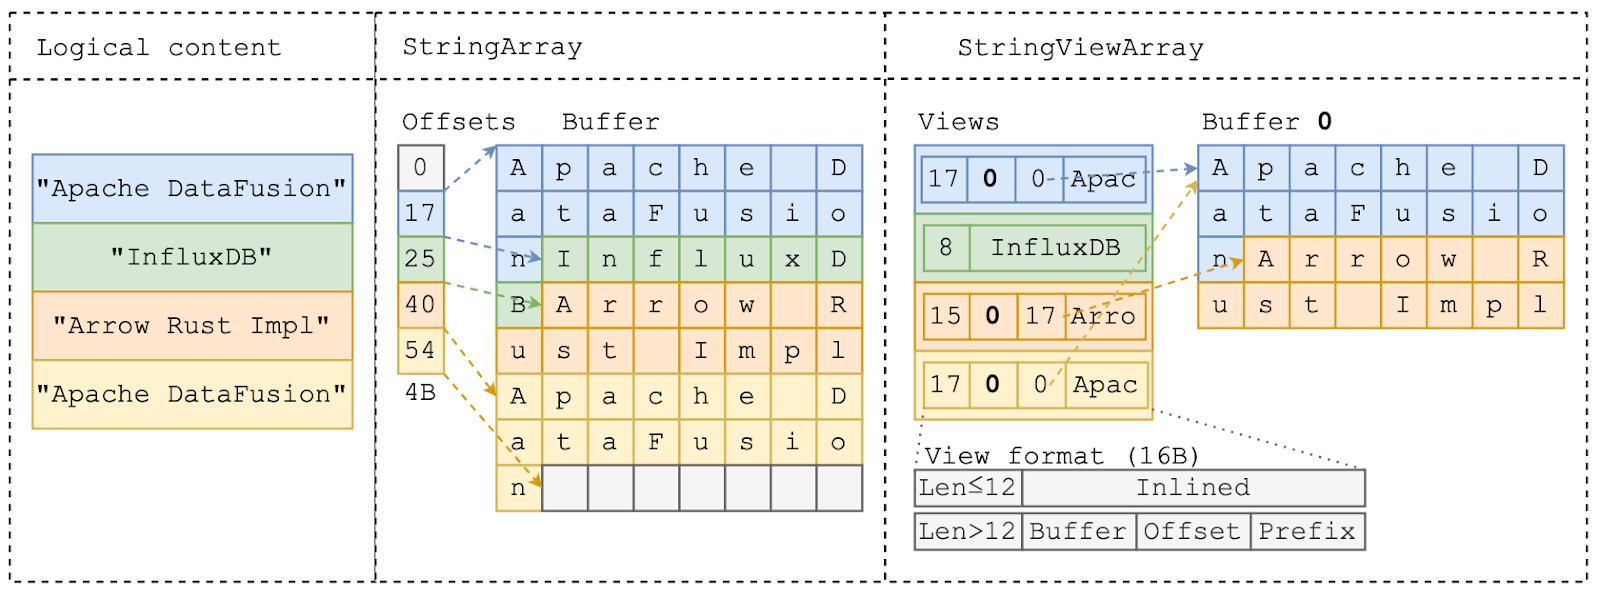 Logical content
"Apache DataFusion"
"InfluxDB"
"Arrow Rust Impl"
"Apache DataFusion"
StringArray
Offsets
0
17
25
40
54
4B
Buffer
A p a c h e D
a t a F u s i o
n I n f l u x D
B A r r o w R
u s t I m p l
A p a c h e D
a t a F u s i o
n
StringViewArray
Views
17 0 0 Apac
8 InfluxDB
15 0 17 Arro
17 0 0 Apac
Buffer 0
A p a c h e D
a t a F u s i o
n A r r o w R
u s t I m p l
View format (16B)
Len≤12 Inlined
Len>12 Buffer Offset Prefix